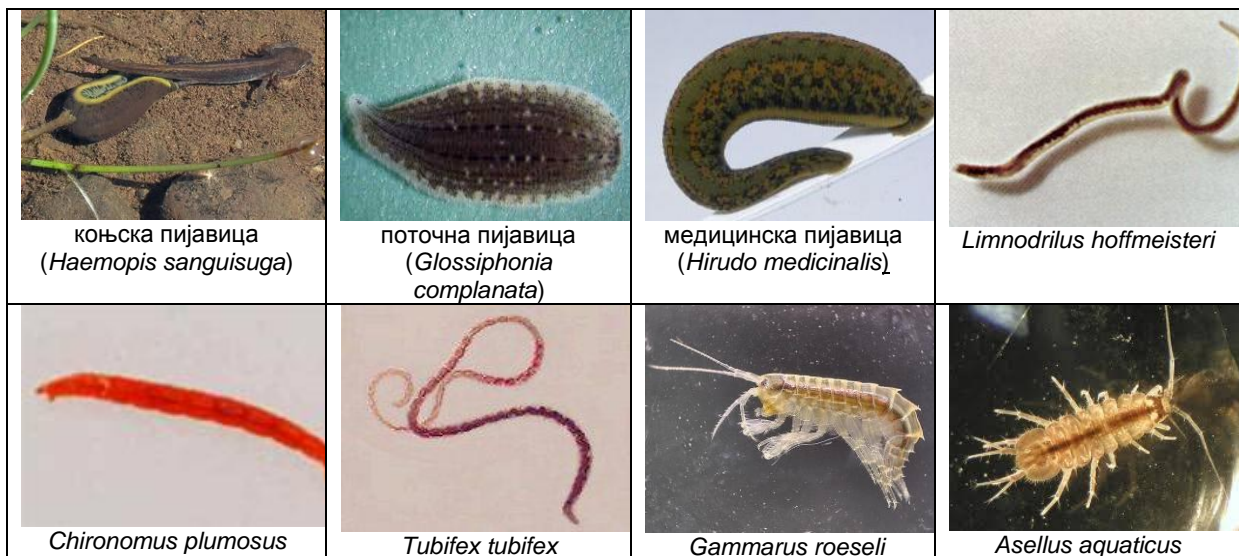 коњска пијавица
(Haemopis sanguisuga)
поточна пијавица
(Glossiphonia
complanata)
медицинска пијавица
(Hirudo medicinalis)
Limnodrilus hoffmeisteri
Chironomus plumosus
Tubifex tubifex
Gammarus roeseli
Asellus aquaticus